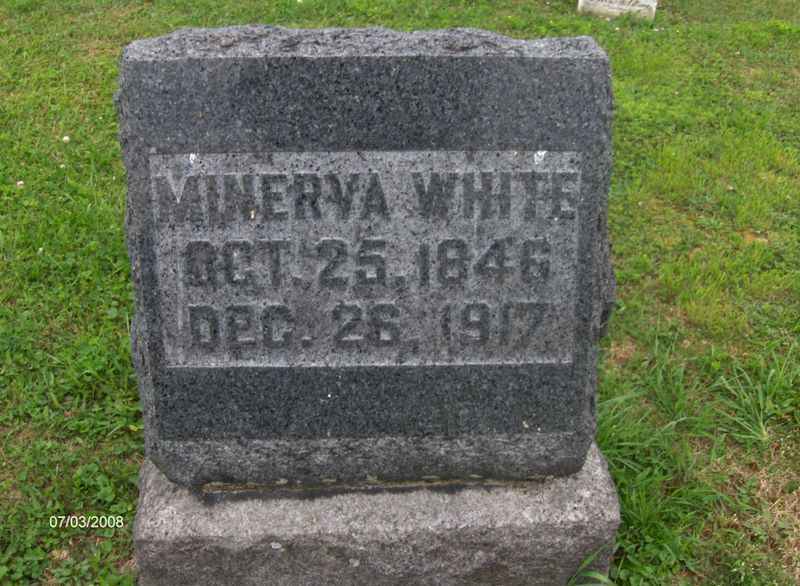 MINERVA WHITE
OCT. 25, 1846
DEC. 26, 1917.
07/03/2008